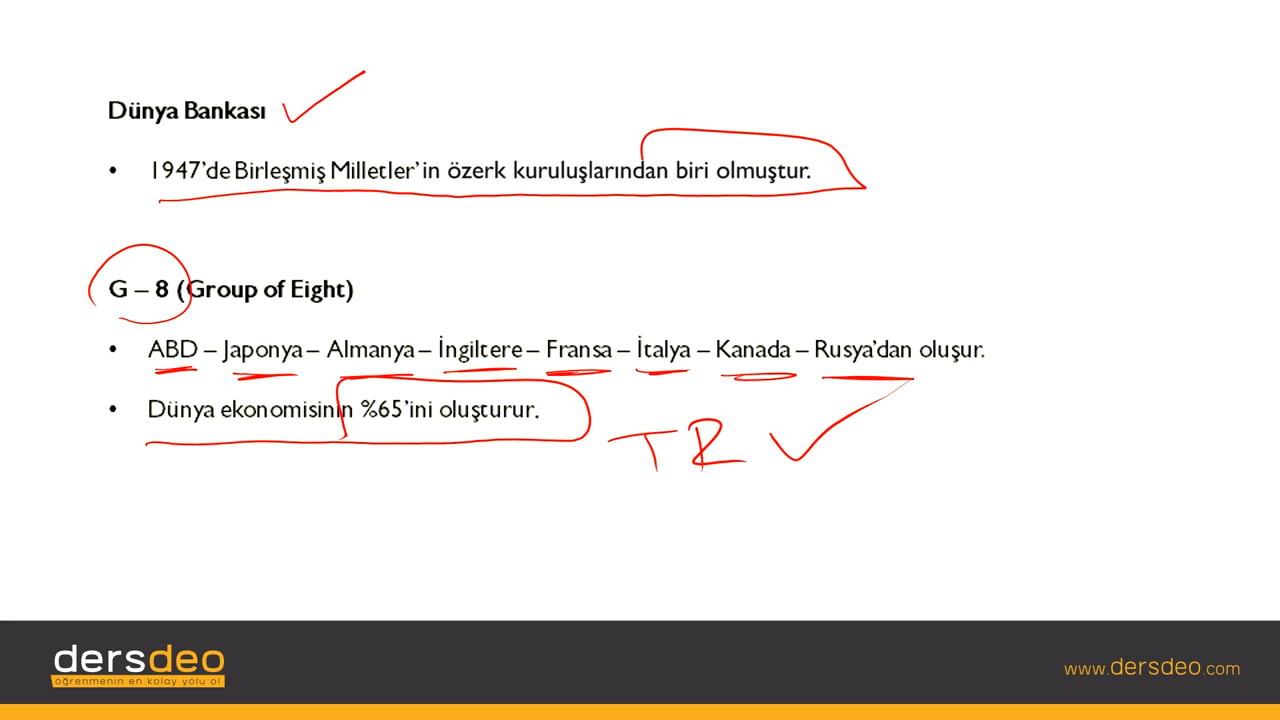 Dünya Bankası
• 1947'de Birleşmiş Milletler'in özerk kuruluşlarından biri olmuştur.
G – 8 (Group of Eight)
• ABD – Japonya – Almanya – İngiltere – Fransa – İtalya – Kanada – Rusya'dan oluşur.
• Dünya ekonomisinin %65'ini oluşturur.
TR
dersdeo
öğrenmenin en kolay yolu o!
www.dersdeo.com